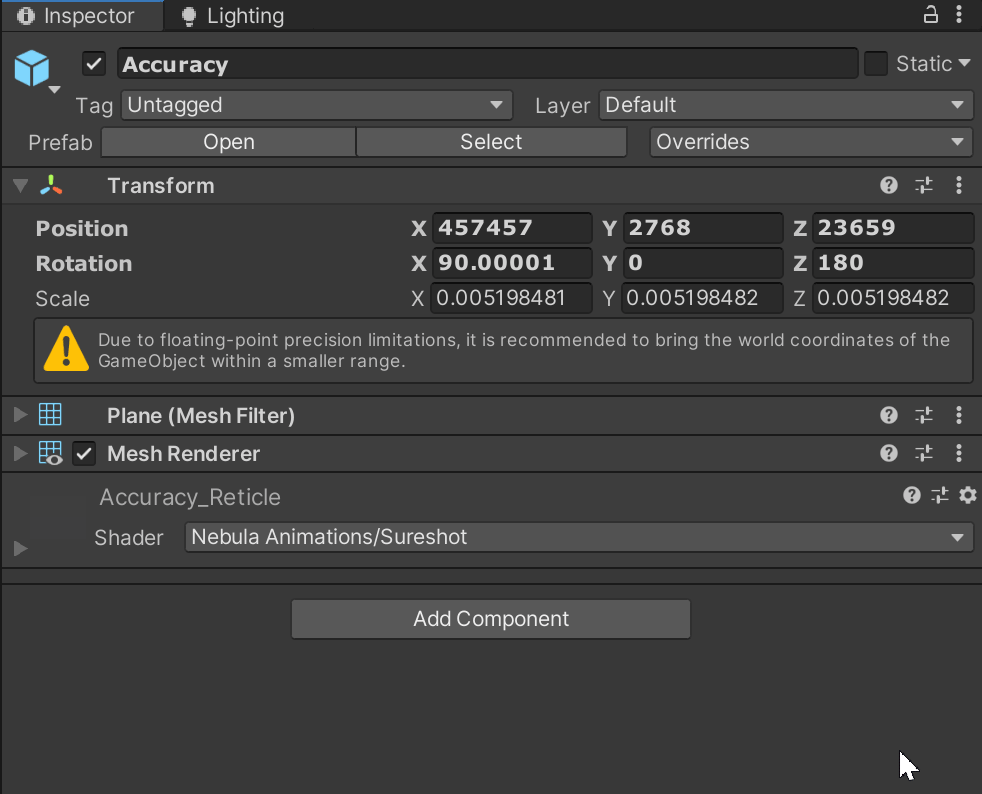 Inspector Lighting
Accuracy Static
Tag Untagged Layer Default
Prefab Open Select Overrides
Transform
Position X 457457 Y 2768 Z 23659
Rotation X 90.00001 Y 0 Z 180
Scale X 0.005198481 Y 0.005198482 Z 0.005198482
Due to floating-point precision limitations, it is recommended to bring the world coordinates of the
GameObject within a smaller range.
Plane (Mesh Filter)
Mesh Renderer
Accuracy_Reticle
Shader Nebula Animations/Sureshot
Add Component